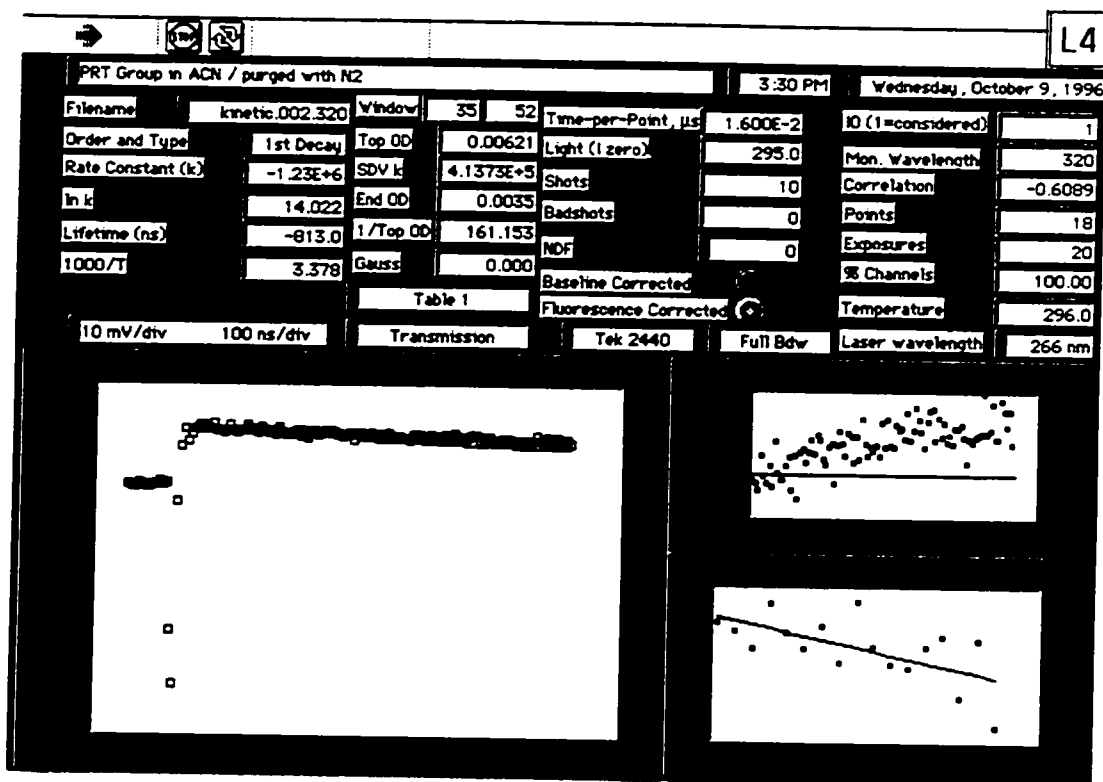 STOP
L4
PRT Group in ACN / purged with N2
3:30 PM
Wednesday, October 9, 1996
Filename kinetic.002.320
Order and Type 1st Decay
Rate Constant (k) -1.23E+6
ln k 14.022
Lifetime (ns) -813.0
1000/T 3.378
Window 35 52
Top OD 0.00621
SDV k 4.1373E+5
End OD 0.0035
1/Top OD 161.153
Gauss 0.000
Table 1
Time-per-Point, µs 1.600E-2
Light (I zero) 295.0
Shots 10
Badshots 0
NDF 0
Baseline Corrected
Fluorescence Corrected
IO (1=considered) 1
Mon. Wavelength 320
Correlation -0.6089
Points 18
Exposures 20
% Channels 100.00
Temperature 296.0
Laser wavelength 266 nm
10 mV/div 100 ns/div
Transmission
Tek 2440
Full Bdw